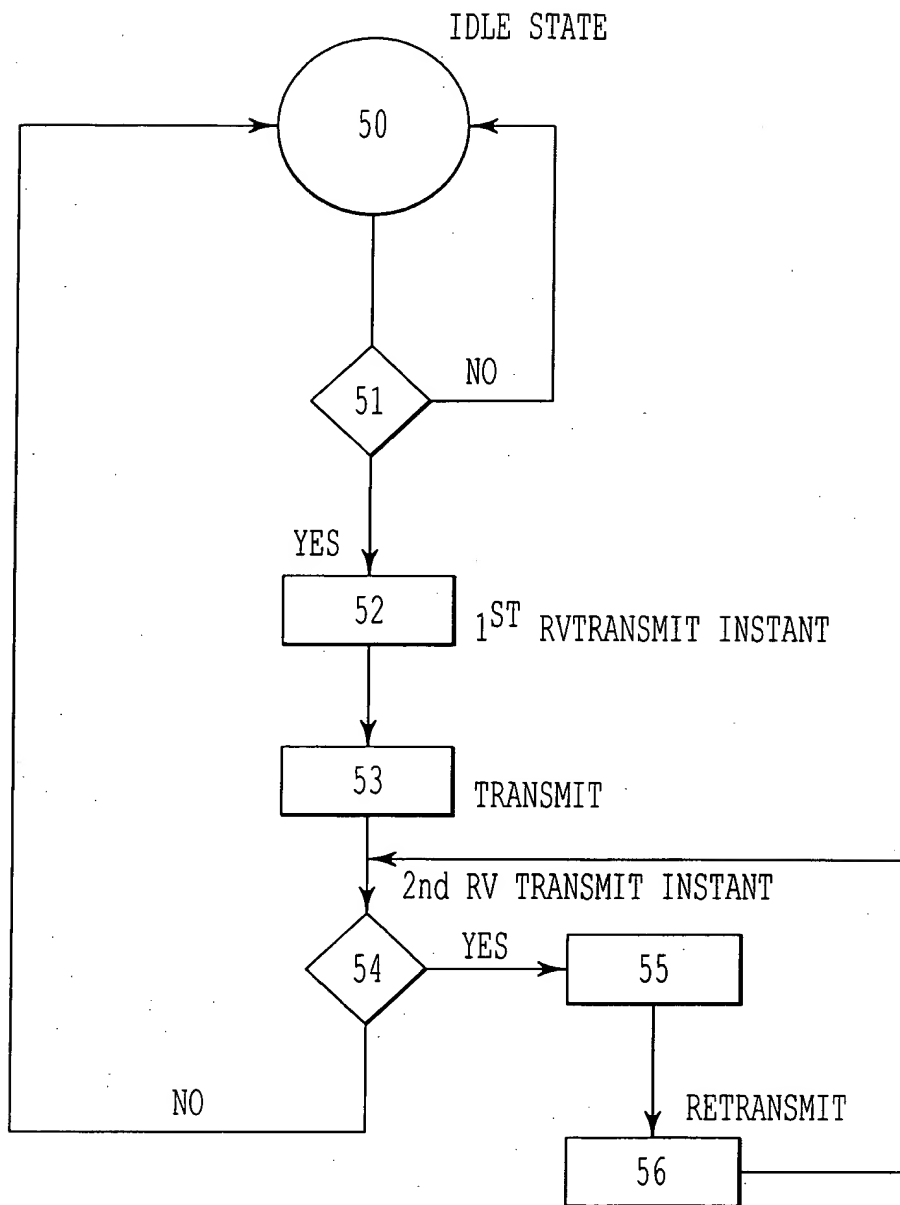 IDLE STATE
50
51
NO
YES
52
1ST RVTRANSMIT INSTANT
53
TRANSMIT
2nd RV TRANSMIT INSTANT
54
YES
55
NO
RETRANSMIT
56